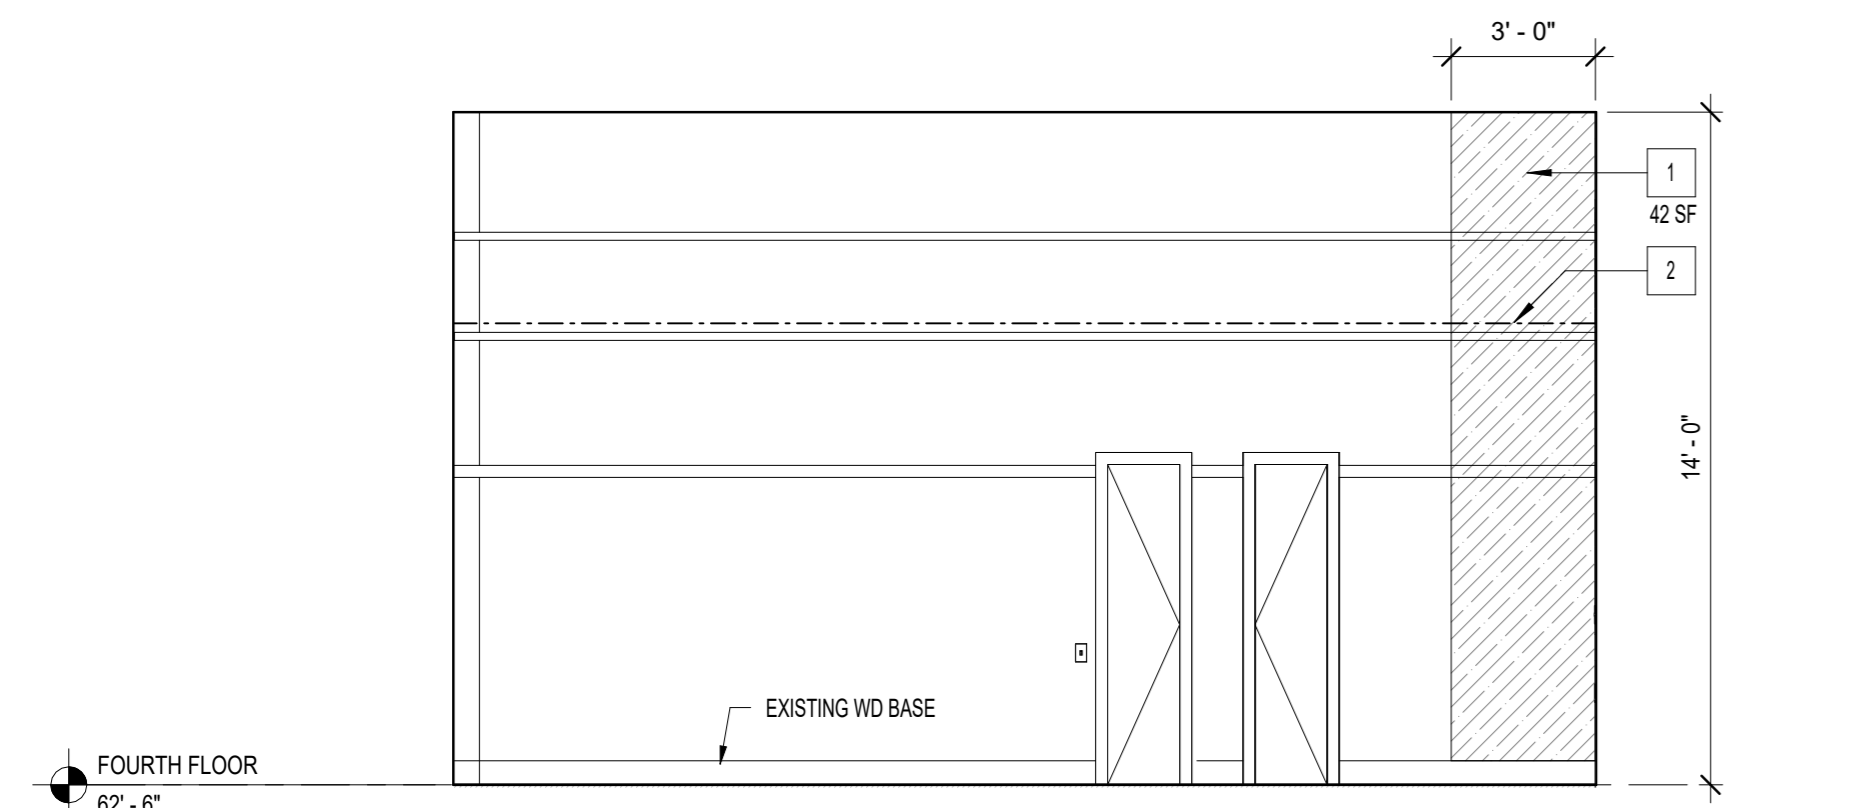 3' - 0"
1
42 SF
2
14' - 0"
EXISTING WD BASE
FOURTH FLOOR
62' - 6"